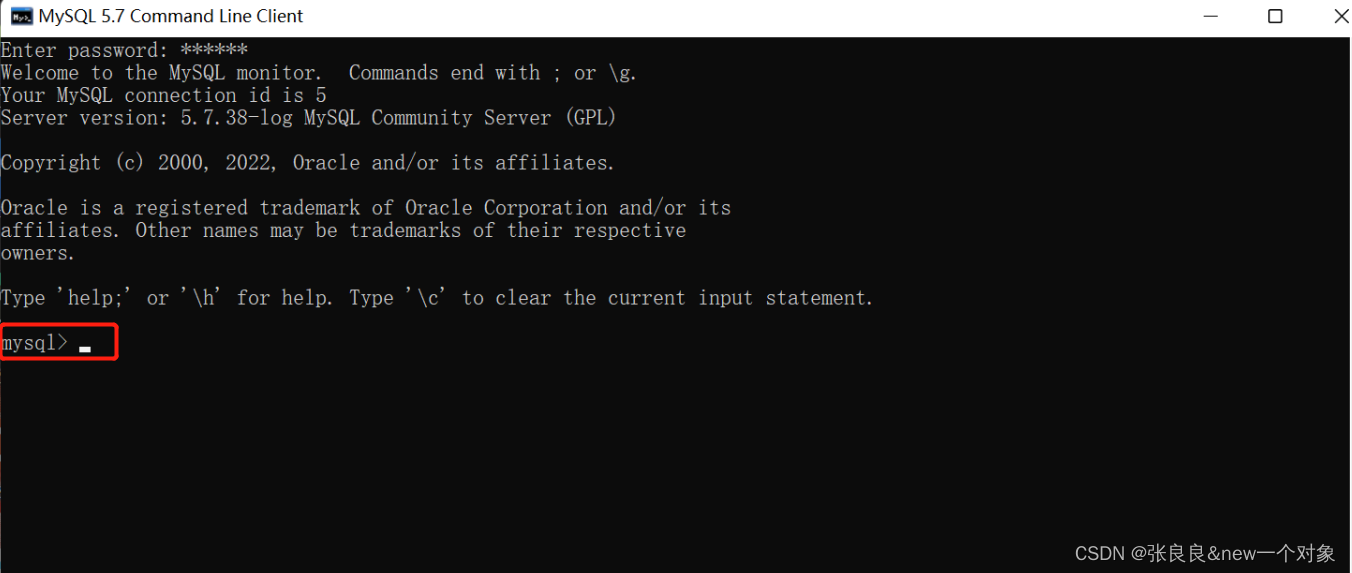 MySQL 5.7 Command Line Client
Enter password: ******
Welcome to the MySQL monitor.  Commands end with ; or \g.
Your MySQL connection id is 5
Server version: 5.7.38-log MySQL Community Server (GPL)
Copyright (c) 2000, 2022, Oracle and/or its affiliates.
Oracle is a registered trademark of Oracle Corporation and/or its
affiliates. Other names may be trademarks of their respective
owners.
Type 'help;' or '\h' for help. Type '\c' to clear the current input statement.
mysql> _
CSDN @张良良&new一个对象